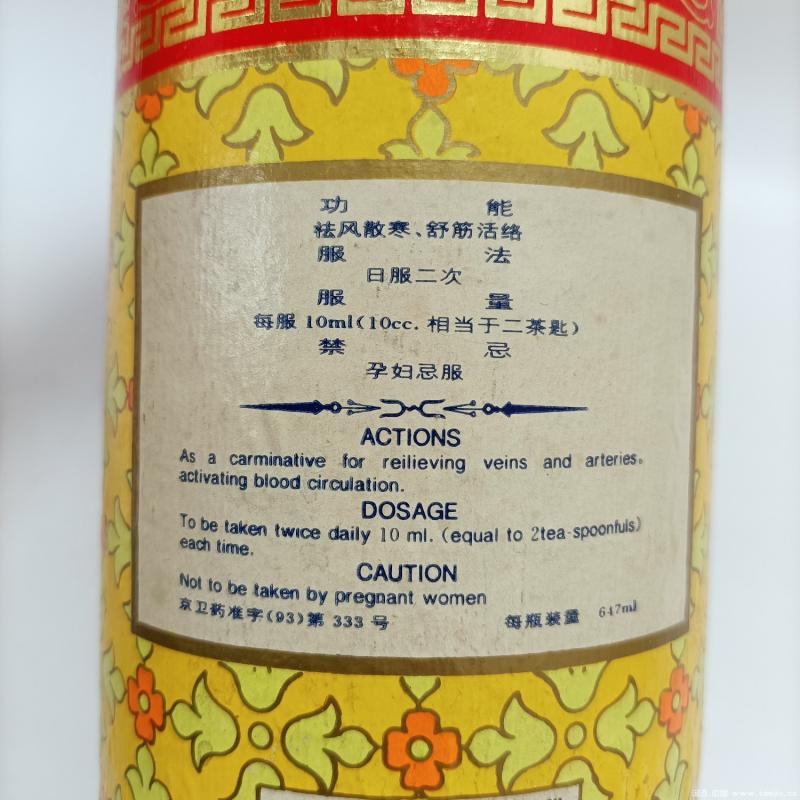 功 能
祛风散寒、舒筋活络
服 法
日服二次
服 量
每服 10ml(10cc. 相当于二茶匙)
禁 忌
孕妇忌服
ACTIONS
As a carminative for reilieving veins and arteries.
activating blood circulation.
DOSAGE
To be taken twice daily 10 ml. (equal to 2tea-spoonfuls)
each time.
CAUTION
Not to be taken by pregnant women
京卫药准字(93)第 333 号 每瓶装量 647ml